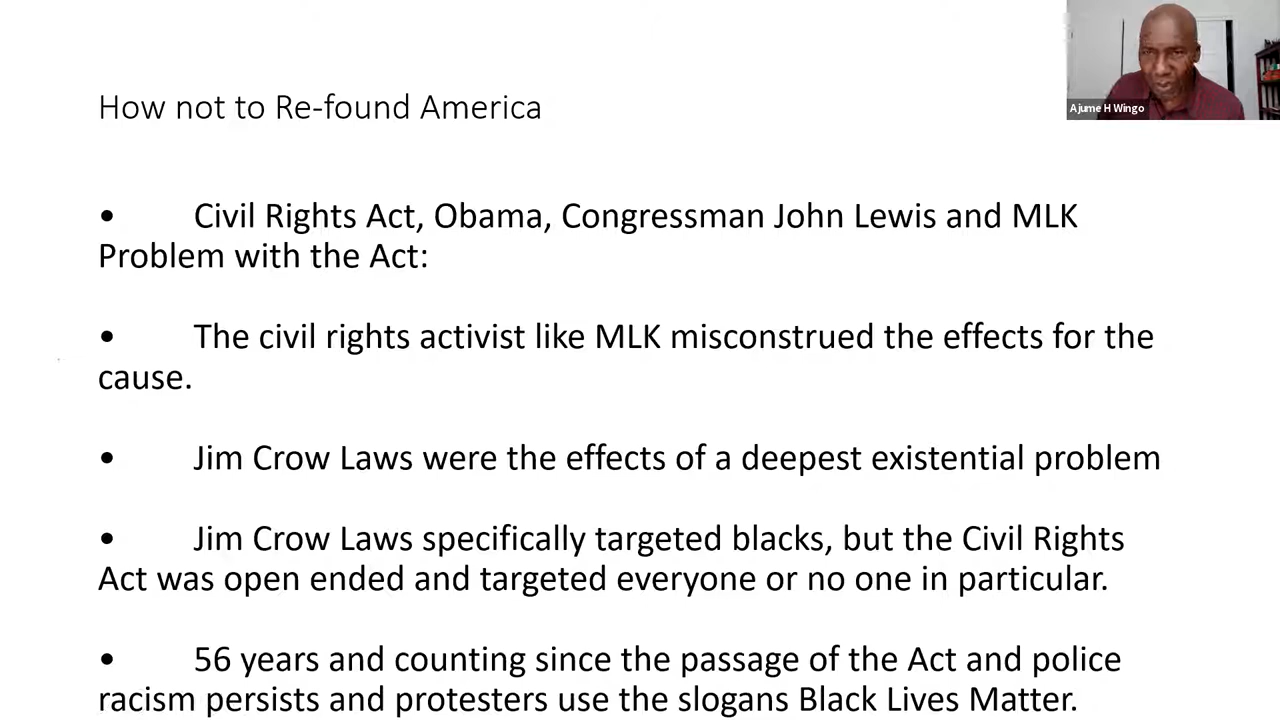 How not to Re-found America
Ajume H Wingo
• Civil Rights Act, Obama, Congressman John Lewis and MLK
Problem with the Act:
• The civil rights activist like MLK misconstrued the effects for the
cause.
• Jim Crow Laws were the effects of a deepest existential problem
• Jim Crow Laws specifically targeted blacks, but the Civil Rights
Act was open ended and targeted everyone or no one in particular.
• 56 years and counting since the passage of the Act and police
racism persists and protesters use the slogans Black Lives Matter.